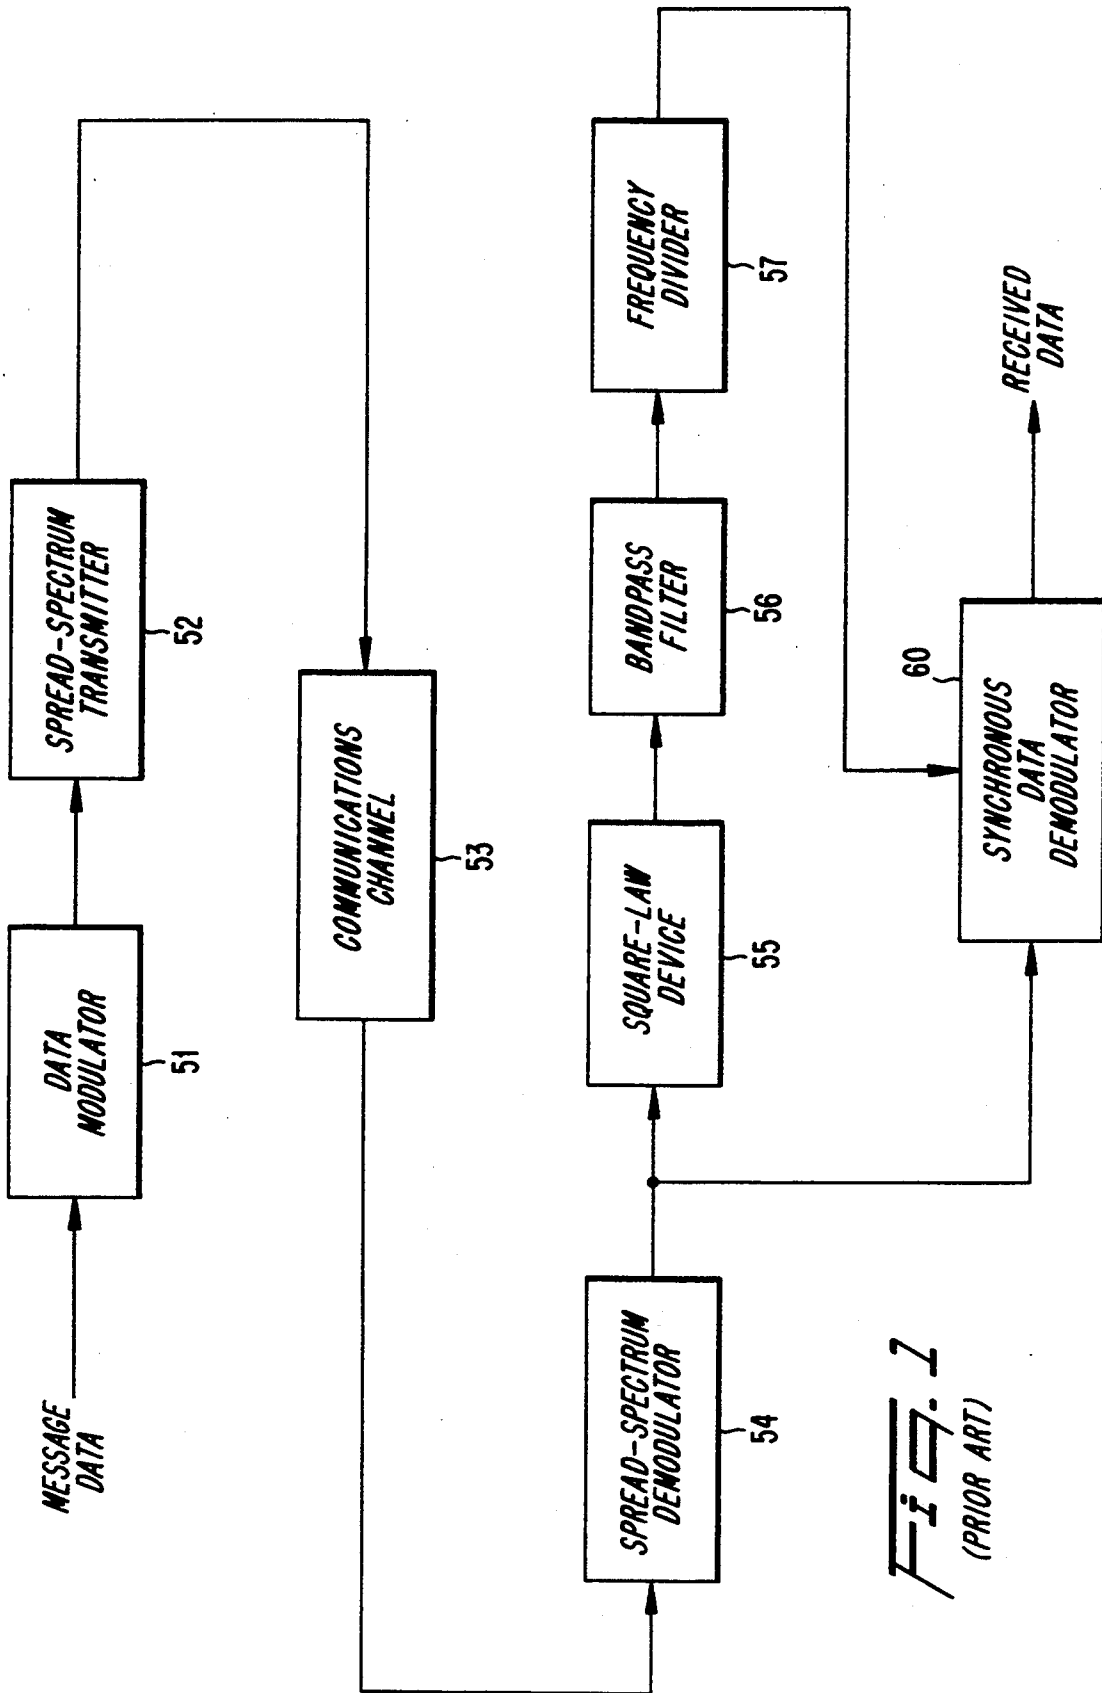 MESSAGE
DATA
DATA
MODULATOR
51
SPREAD-SPECTRUM
TRANSMITTER
52
COMMUNICATIONS
CHANNEL
53
SPREAD-SPECTRUM
DEMODULATOR
54
SQUARE-LAW
DEVICE
55
BANDPASS
FILTER
56
FREQUENCY
DIVIDER
57
60
SYNCHRONOUS
DATA
DEMODULATOR
RECEIVED
DATA
Fig. 1
(PRIOR ART)